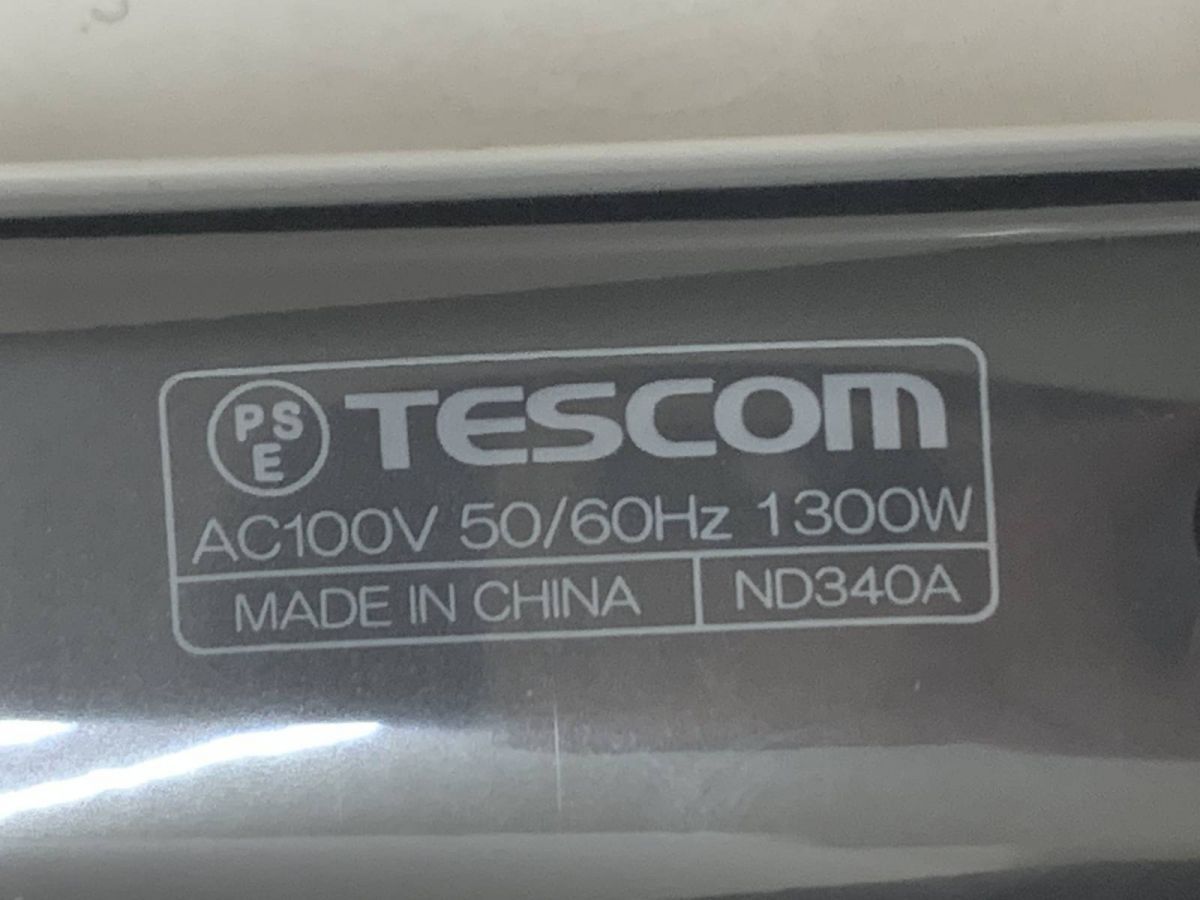 PSE TESCOM
AC100V 50/60Hz 1300W
MADE IN CHINA ND340A